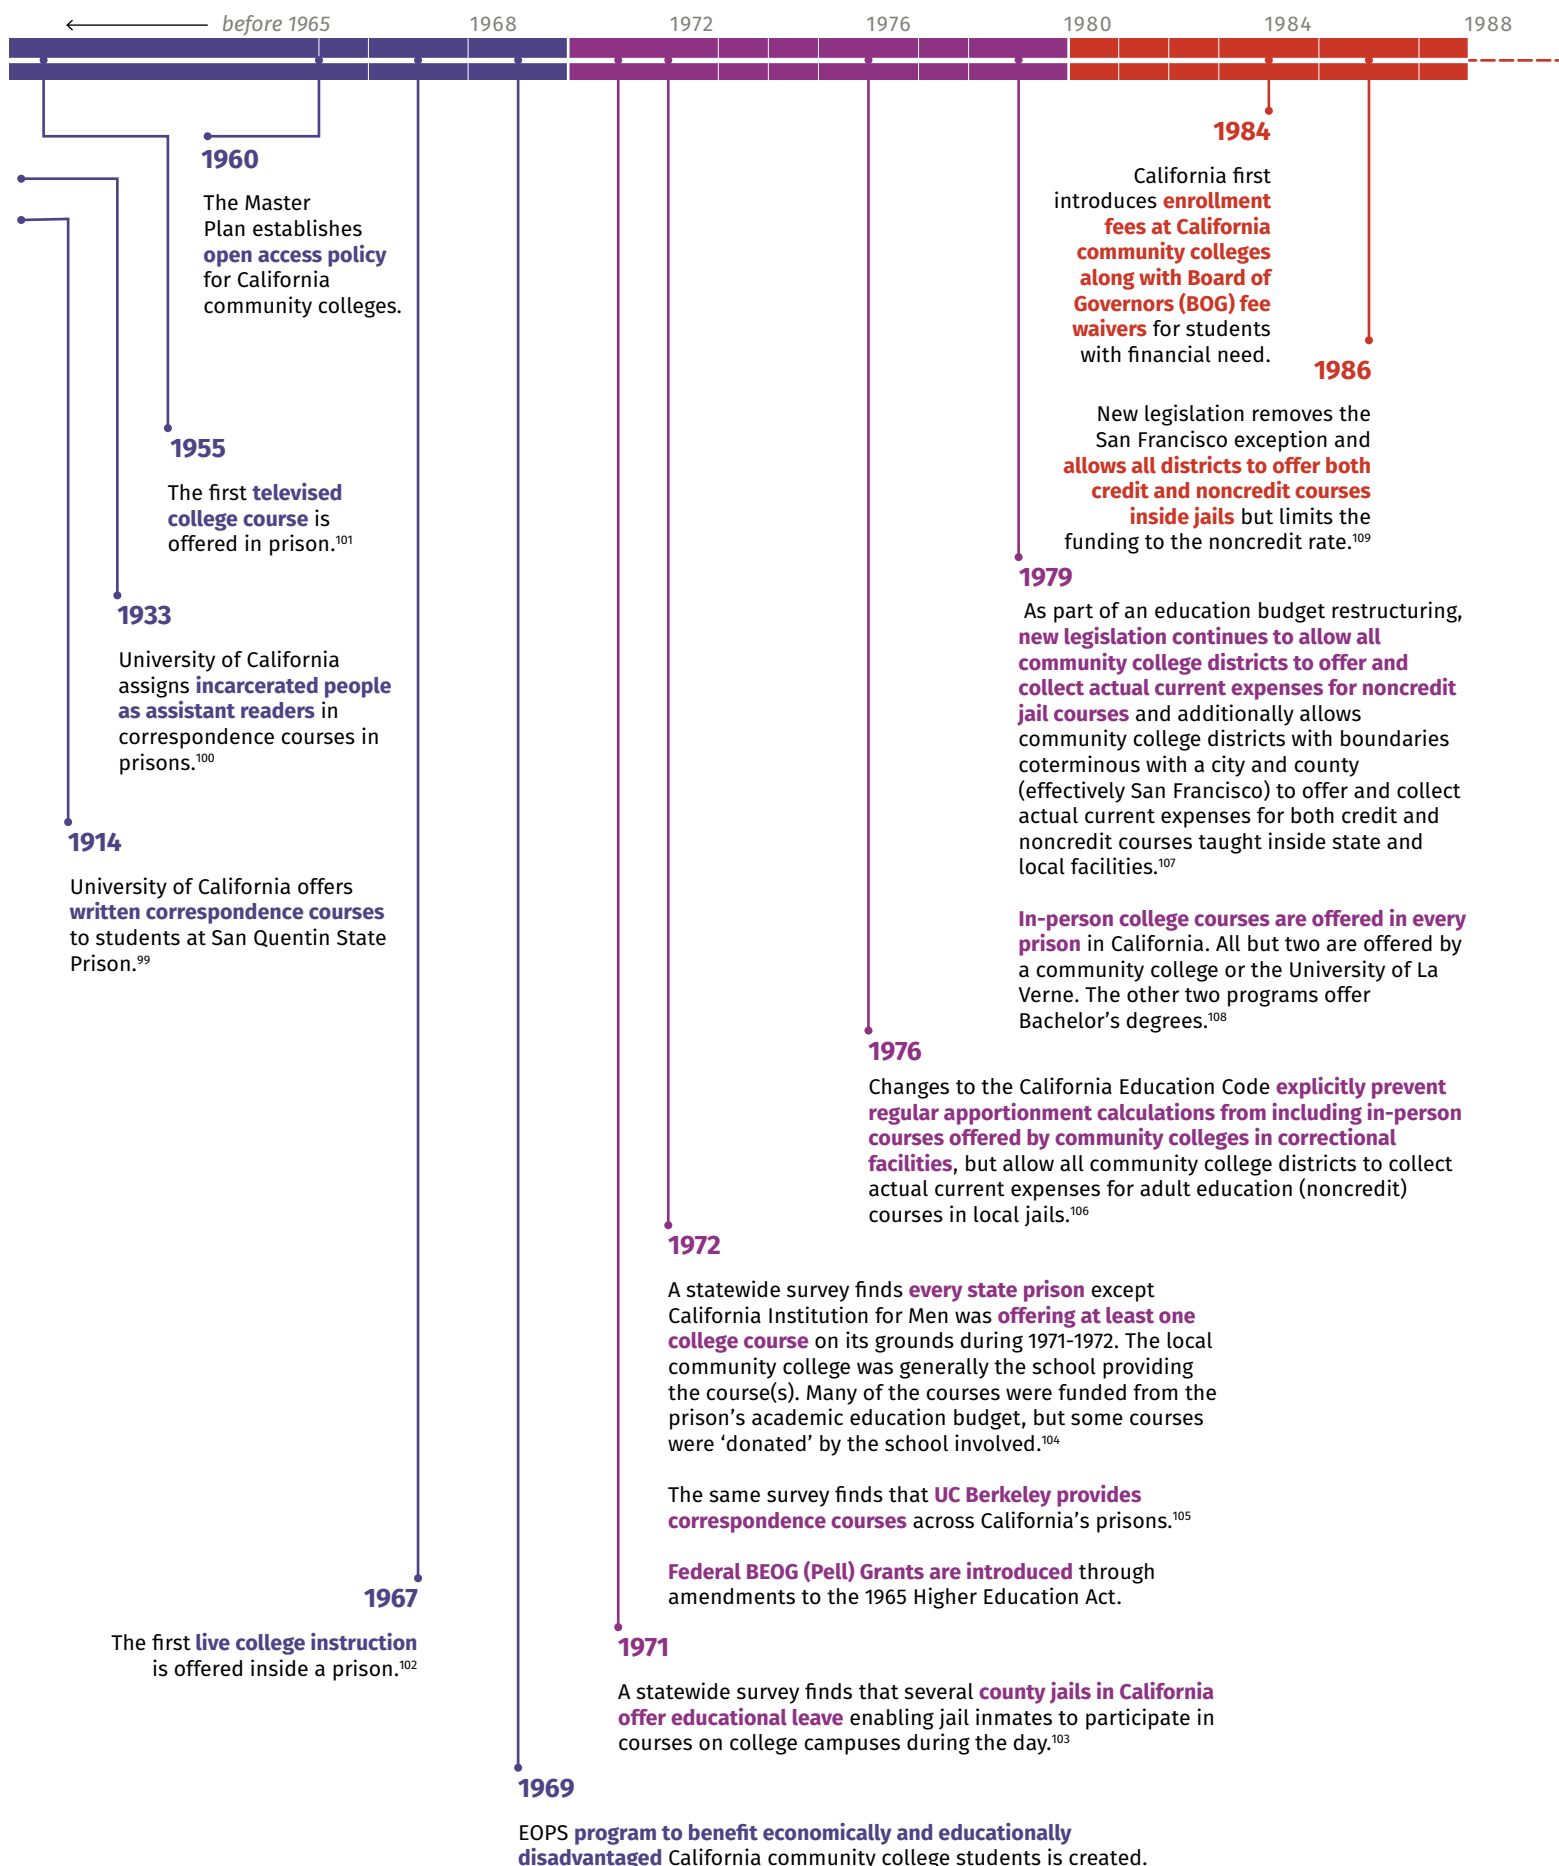 before 1965
1968
1972
1976
1980
1984
1988
1960
The Master
Plan establishes
open access policy
for California
community colleges.
1955
The first televised
college course is
offered in prison.101
1933
University of California
assigns incarcerated people
as assistant readers in
correspondence courses in
prisons.100
1914
University of California offers
written correspondence courses
to students at San Quentin State
Prison.99
1967
The first live college instruction
is offered inside a prison.102
1969
EOPS program to benefit economically and educationally
disadvantaged California community college students is created.
1971
A statewide survey finds that several county jails in California
offer educational leave enabling jail inmates to participate in
courses on college campuses during the day.103
1972
A statewide survey finds every state prison except
California Institution for Men was offering at least one
college course on its grounds during 1971-1972. The local
community college was generally the school providing
the course(s). Many of the courses were funded from the
prison’s academic education budget, but some courses
were ‘donated’ by the school involved.104
The same survey finds that UC Berkeley provides
correspondence courses across California’s prisons.105
Federal BEOG (Pell) Grants are introduced through
amendments to the 1965 Higher Education Act.
1976
Changes to the California Education Code explicitly prevent
regular apportionment calculations from including in-person
courses offered by community colleges in correctional
facilities, but allow all community college districts to collect
actual current expenses for adult education (noncredit)
courses in local jails.106
1979
As part of an education budget restructuring,
new legislation continues to allow all
community college districts to offer and
collect actual current expenses for noncredit
jail courses and additionally allows
community college districts with boundaries
coterminous with a city and county
(effectively San Francisco) to offer and collect
actual current expenses for both credit and
noncredit courses taught inside state and
local facilities.107
In-person college courses are offered in every
prison in California. All but two are offered by
a community college or the University of La
Verne. The other two programs offer
Bachelor’s degrees.108
1984
California first
introduces enrollment
fees at California
community colleges
along with Board of
Governors (BOG) fee
waivers for students
with financial need.
1986
New legislation removes the
San Francisco exception and
allows all districts to offer both
credit and noncredit courses
inside jails but limits the
funding to the noncredit rate.109